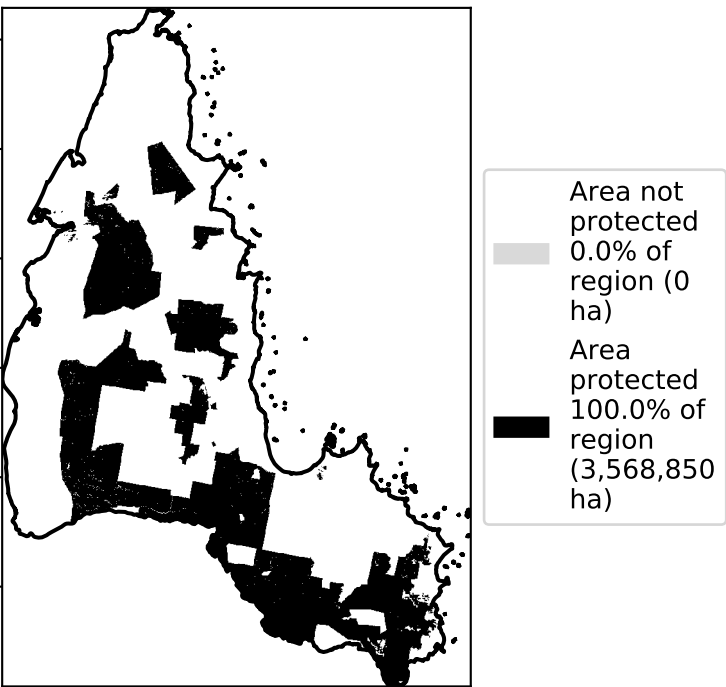 Area not
protected
0.0% of
region (0
ha)
Area
protected
100.0% of
region
(3,568,850
ha)